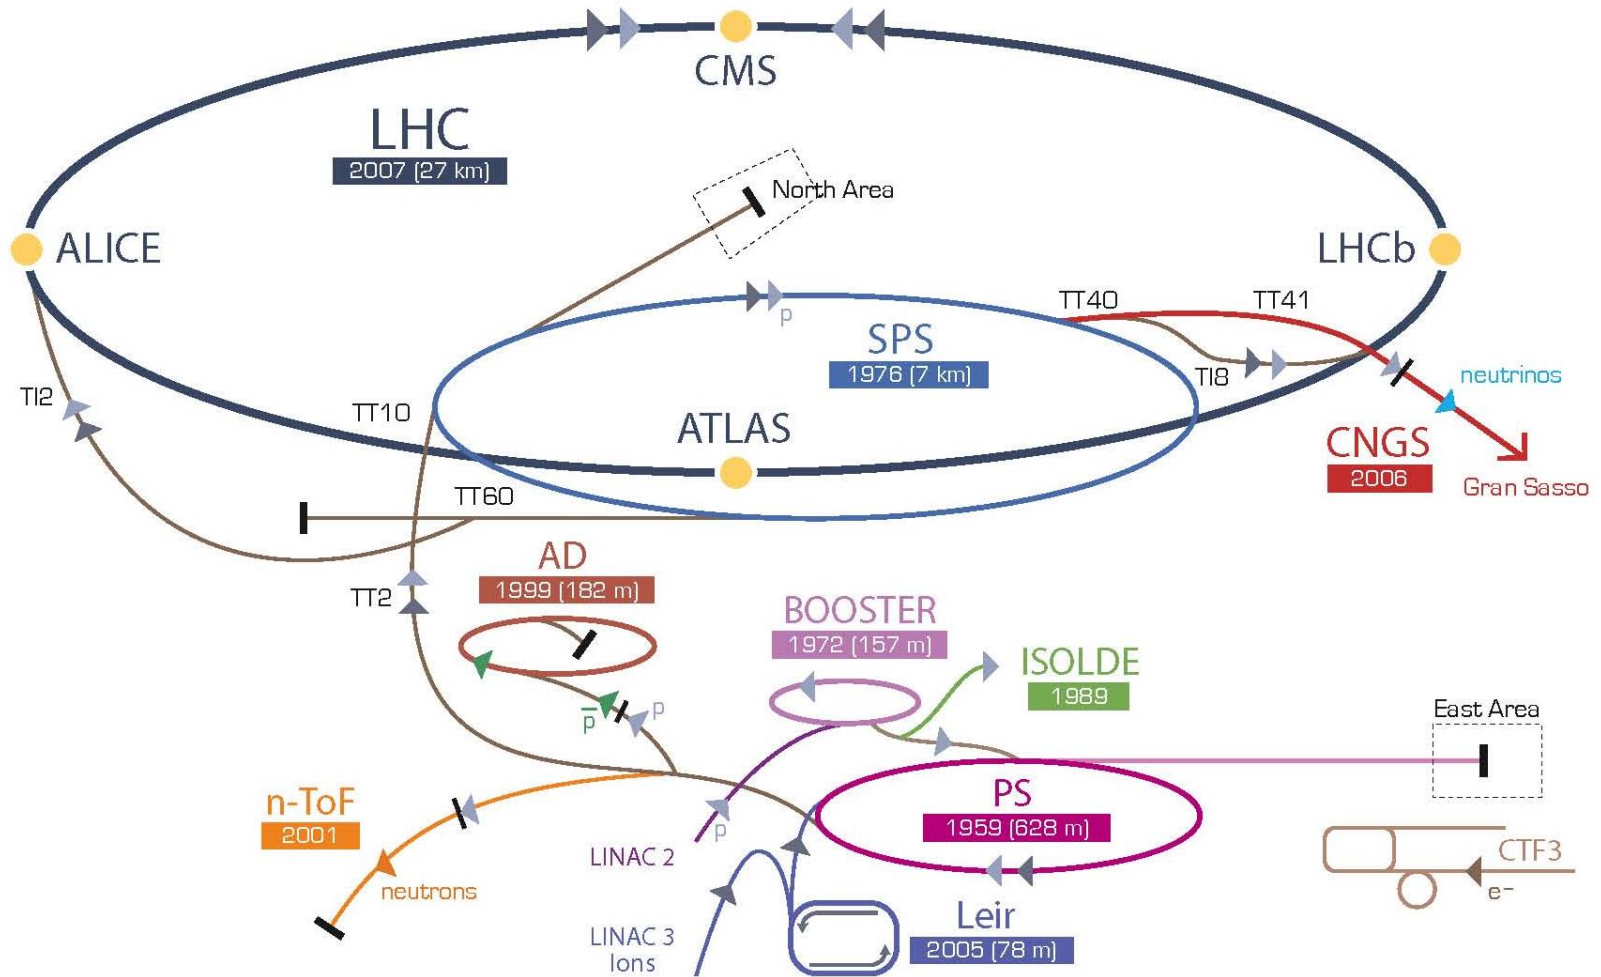 CMS
LHC
2007 (27 km)
North Area
ALICE
LHCb
p
TT40
TT41
SPS
1976 (7 km)
TI8
neutrinos
TI2
TT10
ATLAS
CNGS
2006
Gran Sasso
TT60
AD
1999 (182 m)
TT2
BOOSTER
1972 (157 m)
ISOLDE
1989
p̅
p
East Area
n-ToF
2001
PS
1959 (628 m)
p
LINAC 2
CTF3
neutrons
e-
Leir
2005 (78 m)
LINAC 3
Ions